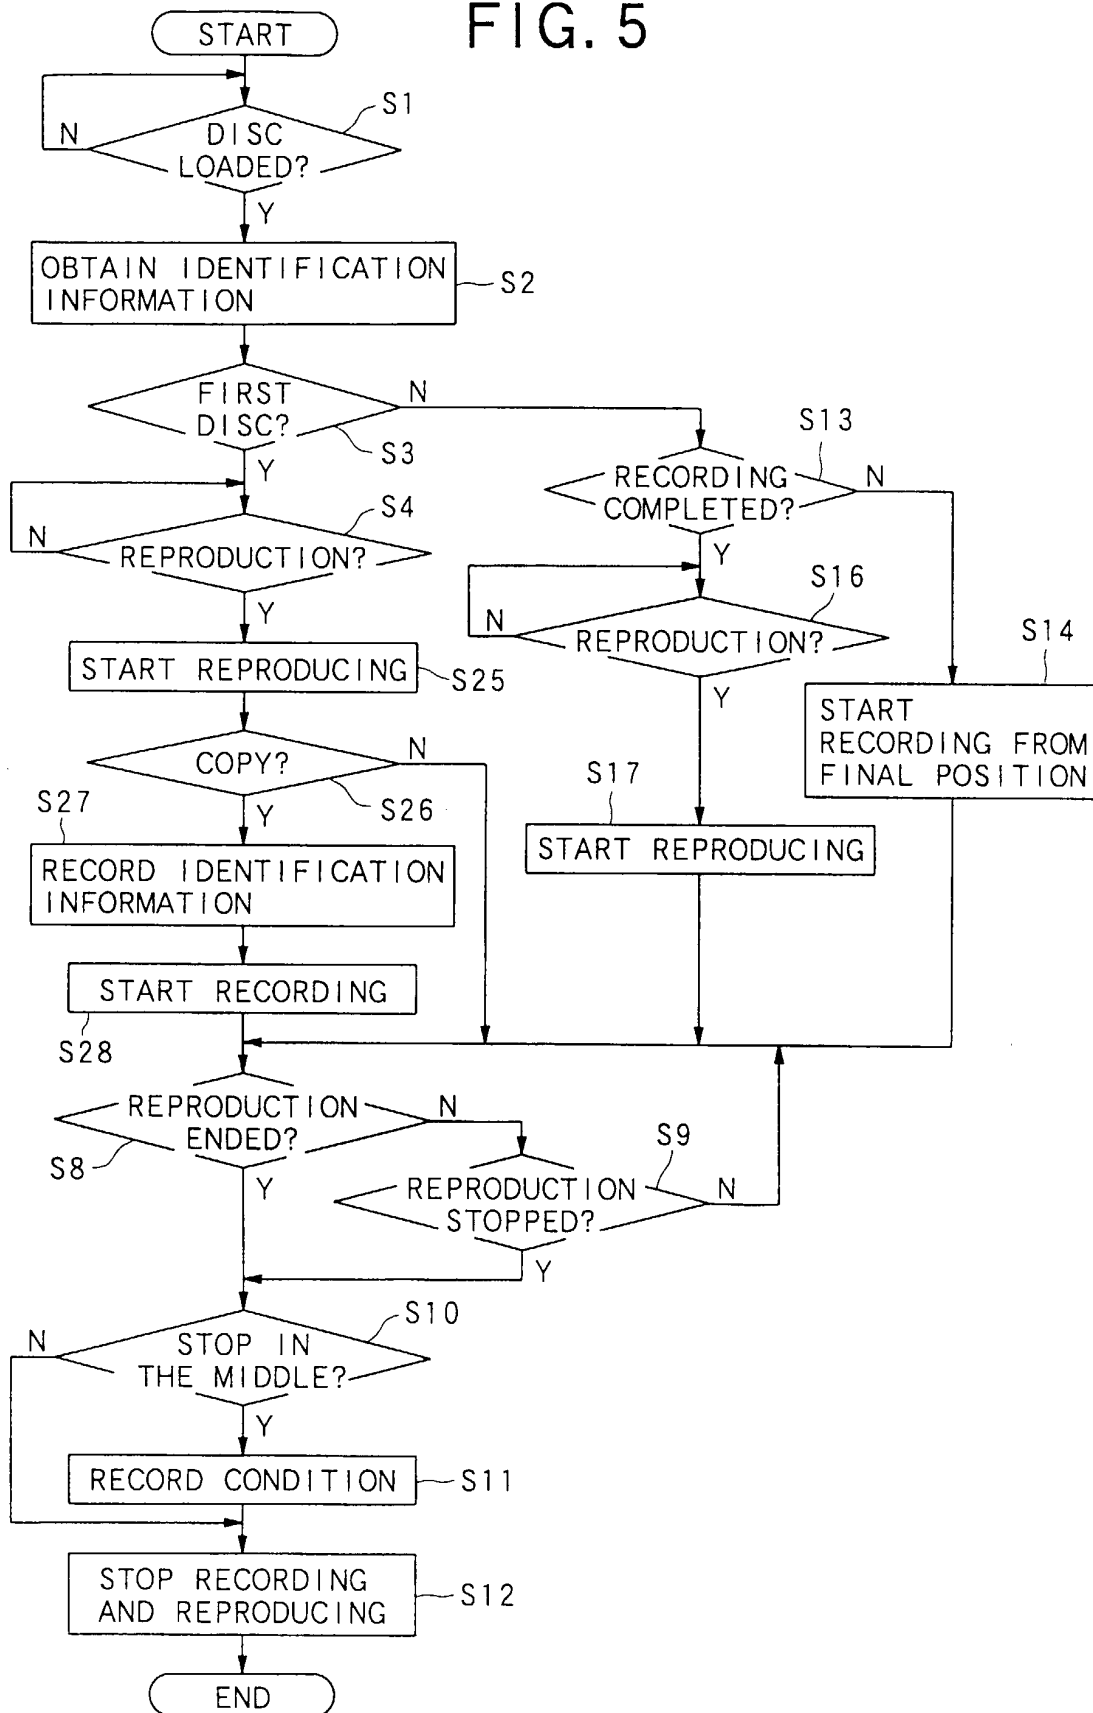 FIG. 5
START
S1
N
DISC
LOADED?
Y
OBTAIN IDENTIFICATION
INFORMATION
S2
FIRST
DISC?
N
S3
Y
S13
RECORDING
COMPLETED?
N
Y
S4
N
REPRODUCTION?
Y
S16
N
REPRODUCTION?
Y
S14
START
RECORDING FROM
FINAL POSITION
START REPRODUCING
S25
COPY?
N
S26
Y
S17
START REPRODUCING
S27
RECORD IDENTIFICATION
INFORMATION
START RECORDING
S28
REPRODUCTION
ENDED?
N
S8
Y
S9
REPRODUCTION
STOPPED?
N
Y
S10
N
STOP IN
THE MIDDLE?
Y
RECORD CONDITION
S11
STOP RECORDING
AND REPRODUCING
S12
END